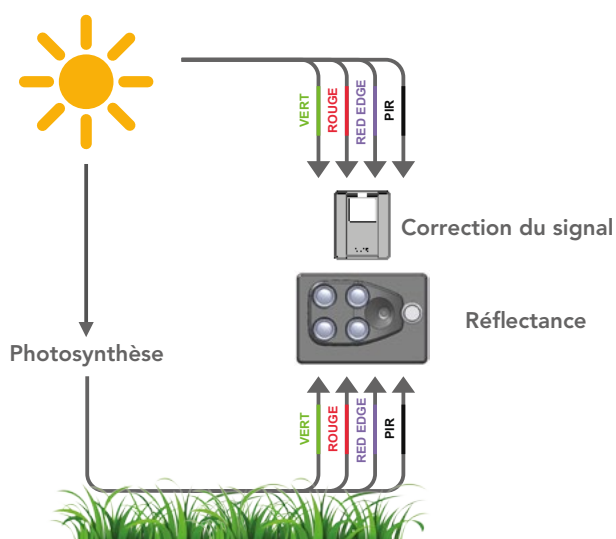 VERT
ROUGE
RED EDGE
PIR
Correction du signal
Réflectance
Photosynthèse
VERT
ROUGE
RED EDGE
PIR